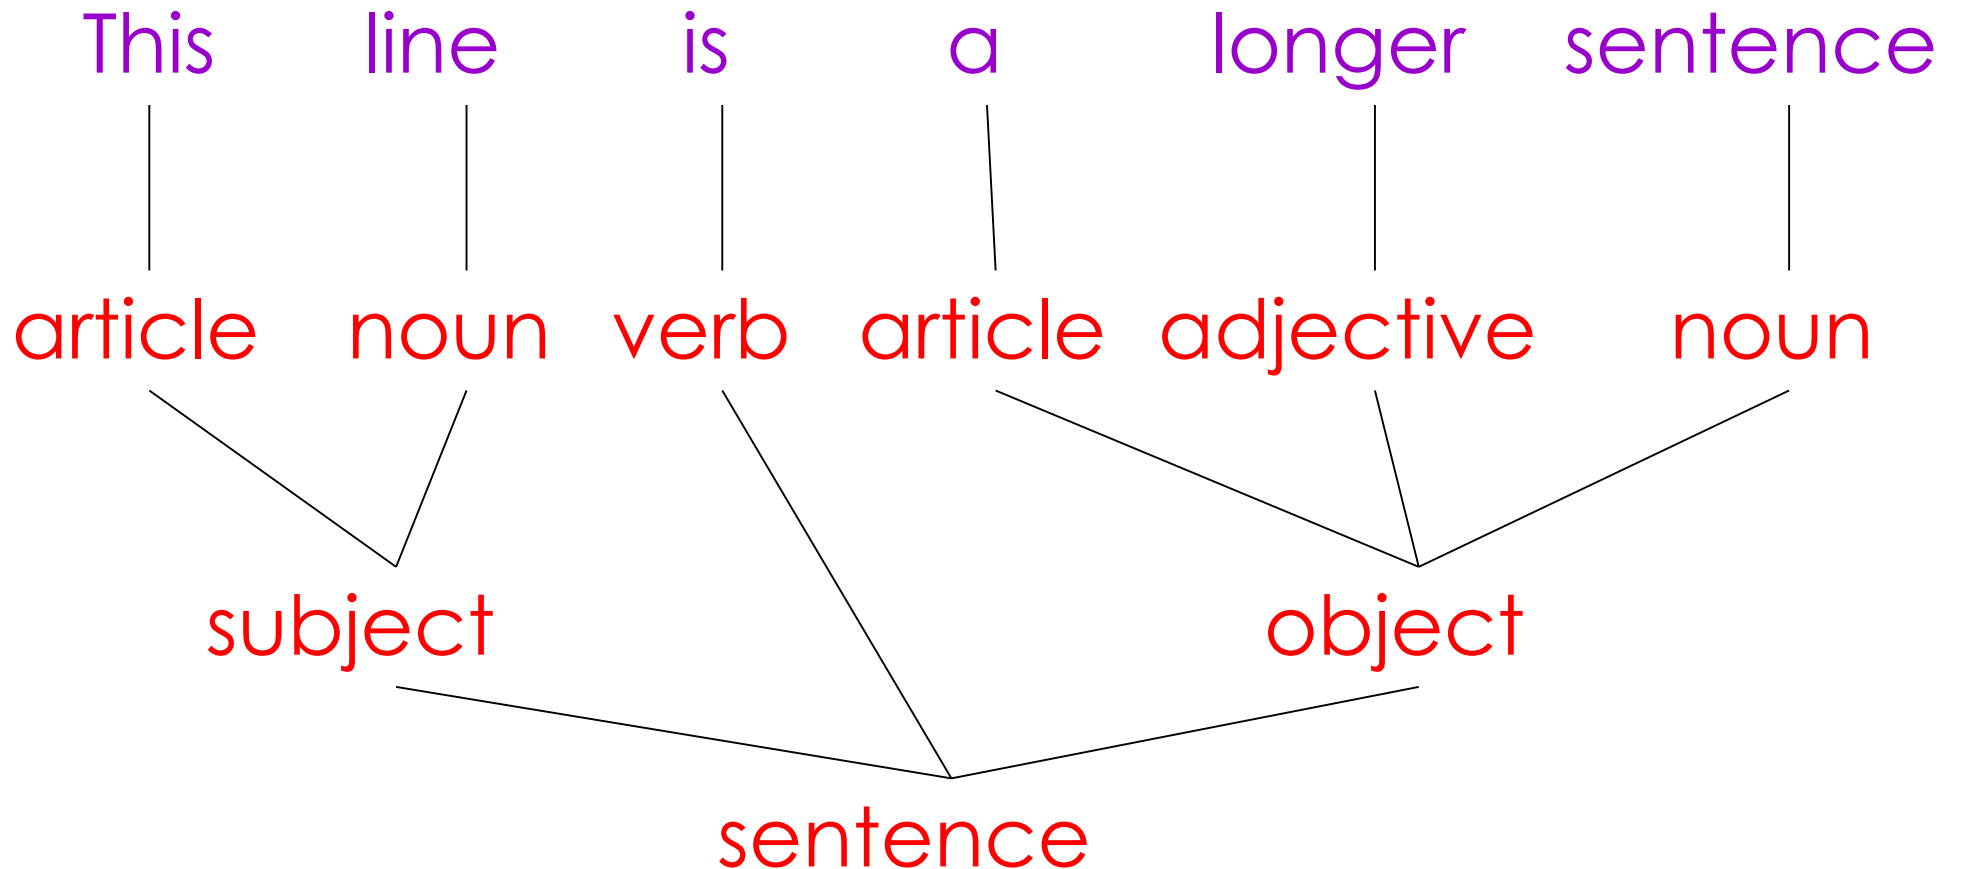 This line is a longer sentence
article noun verb article adjective noun
subject object
sentence